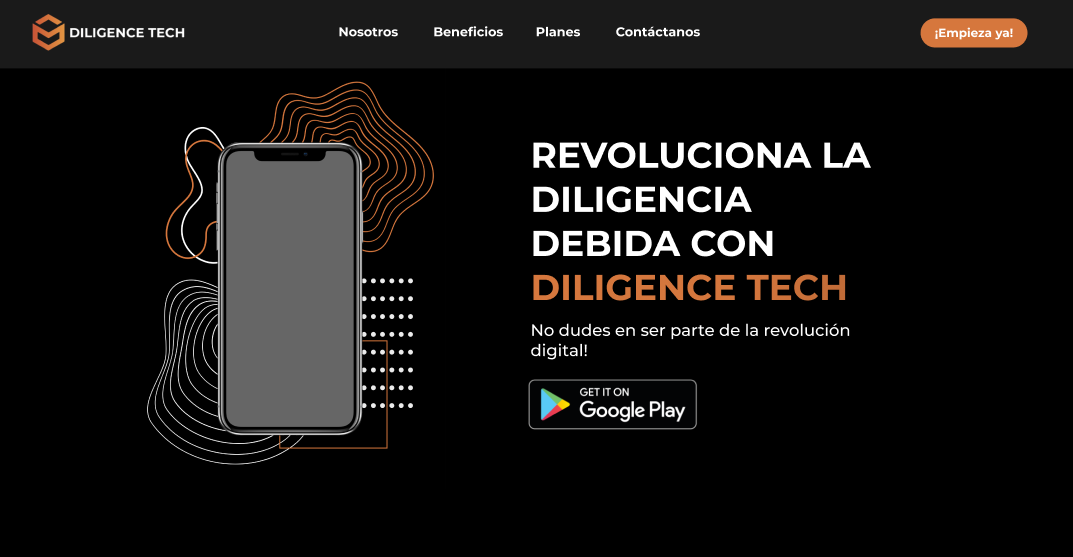 DILIGENCE TECH
Nosotros
Beneficios
Planes
Contáctanos
¡Empieza ya!
REVOLUCIONA LA
DILIGENCIA
DEBIDA CON
DILIGENCE TECH
No dudes en ser parte de la revolución
digital!
GET IT ON
Google Play